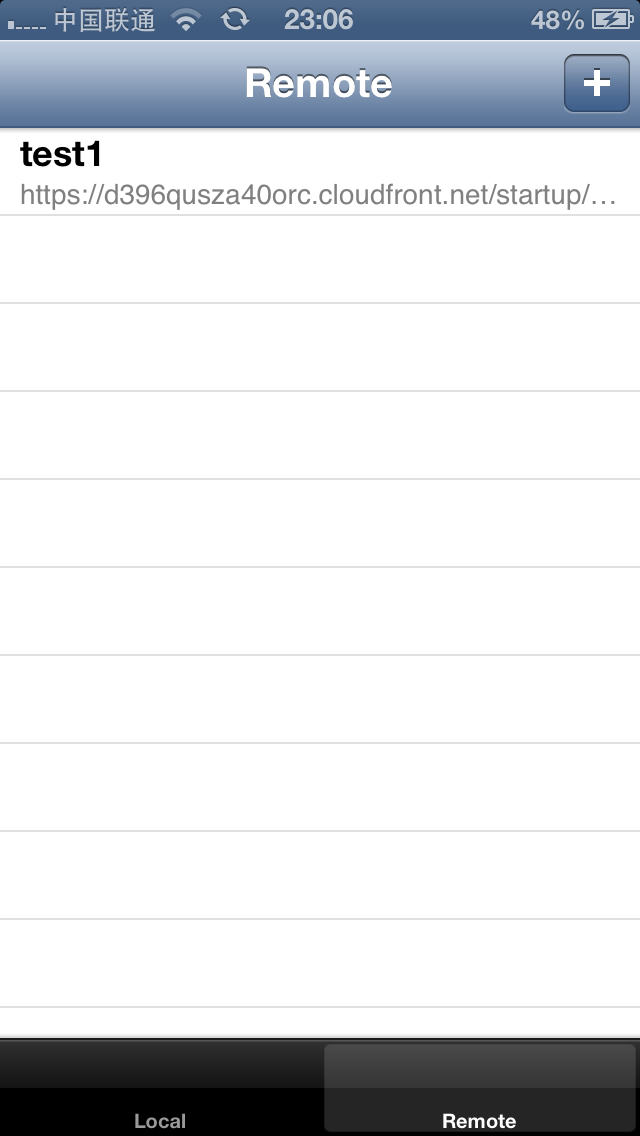 中国联通 23:06 48%
Remote
test1
https://d396qusza40orc.cloudfront.net/startup/...
Local Remote